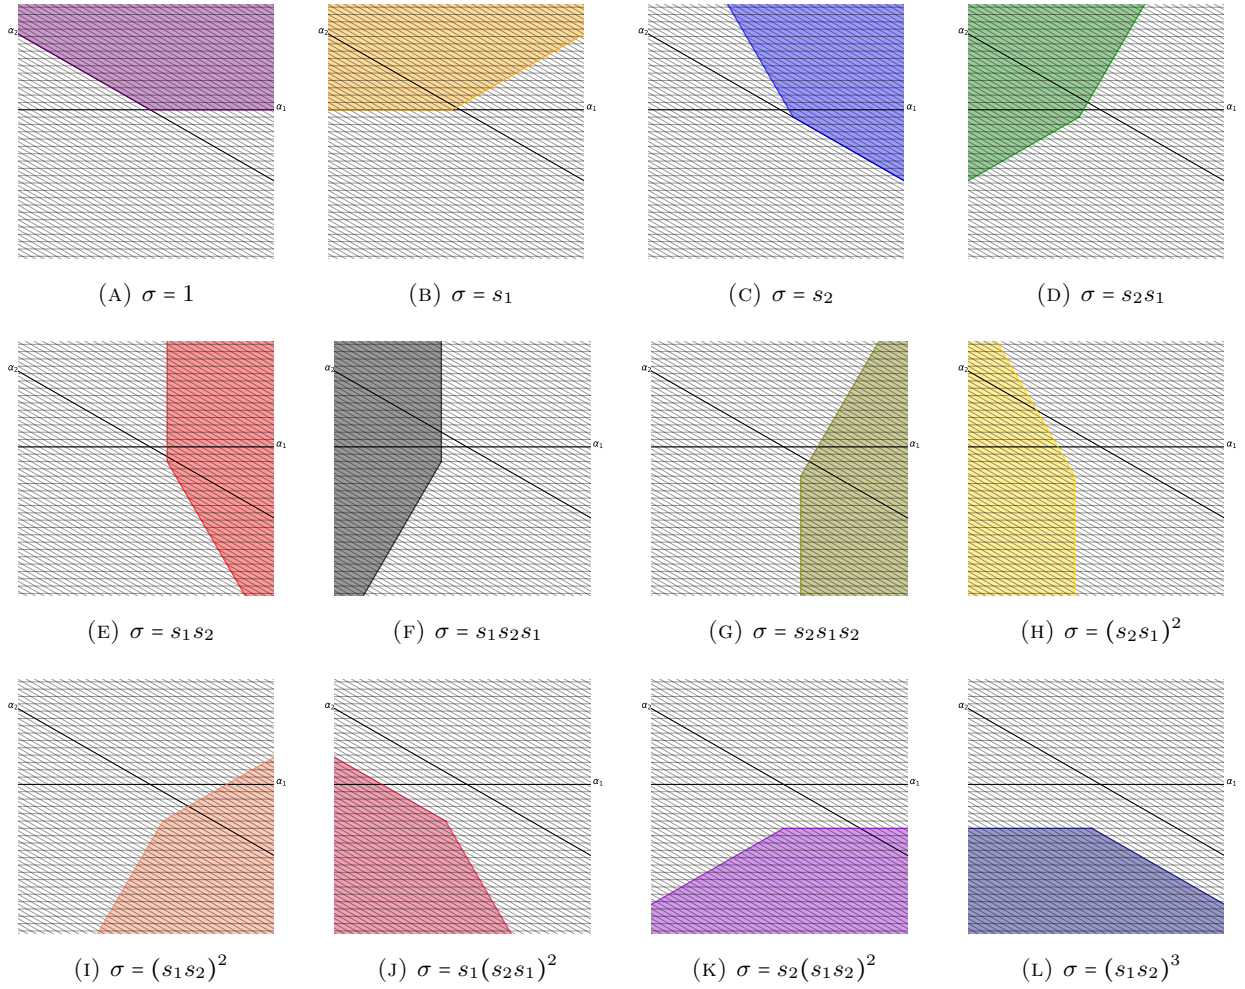 α₂ α₂ α₂ α₂
α₁ α₁ α₁ α₁
(A) σ = 1 (B) σ = s₁ (C) σ = s₂ (D) σ = s₂s₁
α₂ α₂ α₂ α₂
α₁ α₁ α₁ α₁
(E) σ = s₁s₂ (F) σ = s₁s₂s₁ (G) σ = s₂s₁s₂ (H) σ = (s₂s₁)²
α₂ α₂ α₂ α₂
α₁ α₁ α₁ α₁
(I) σ = (s₁s₂)² (J) σ = s₁(s₂s₁)² (K) σ = s₂(s₁s₂)² (L) σ = (s₁s₂)³